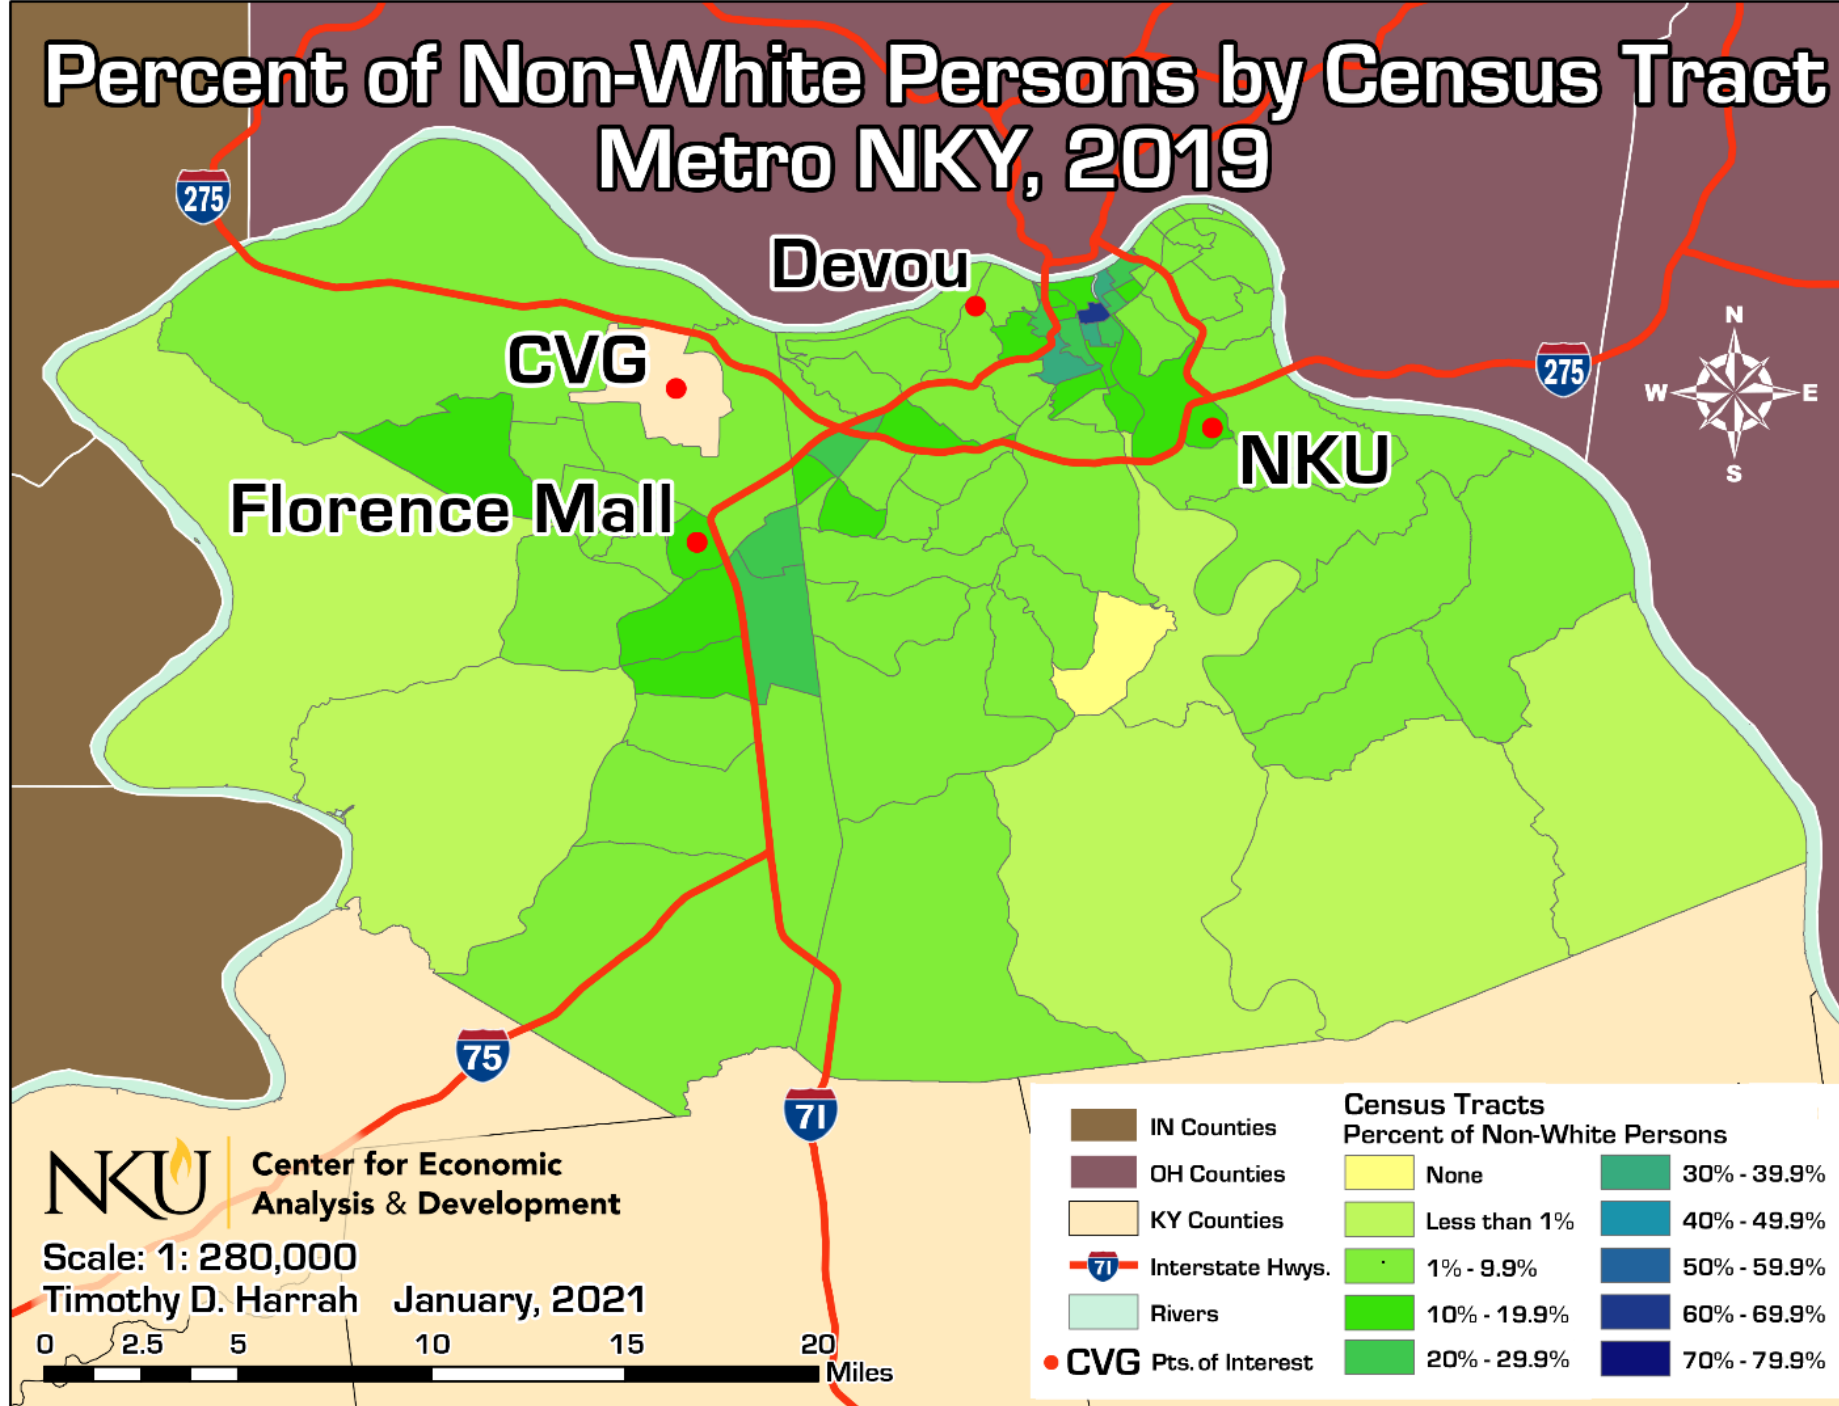 Percent of Non-White Persons by Census Tract
Metro NKY, 2019
275
Devou
CVG
275
N
W E
S
NKU
Florence Mall
75
71
NKU Center for Economic
Analysis & Development
Scale: 1: 280,000
Timothy D. Harrah January, 2021
0 2.5 5 10 15 20
Miles
IN Counties
OH Counties
KY Counties
71 Interstate Hwys.
Rivers
CVG Pts. of Interest
Census Tracts
Percent of Non-White Persons
None
Less than 1%
1% - 9.9%
10% - 19.9%
20% - 29.9%
30% - 39.9%
40% - 49.9%
50% - 59.9%
60% - 69.9%
70% - 79.9%